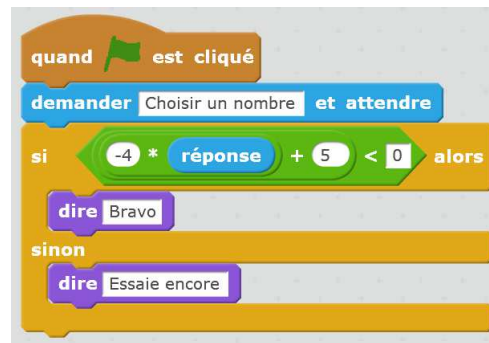 quand est cliqué
demander Choisir un nombre et attendre
si -4 * réponse + 5 < 0 alors
dire Bravo
sinon
dire Essaie encore